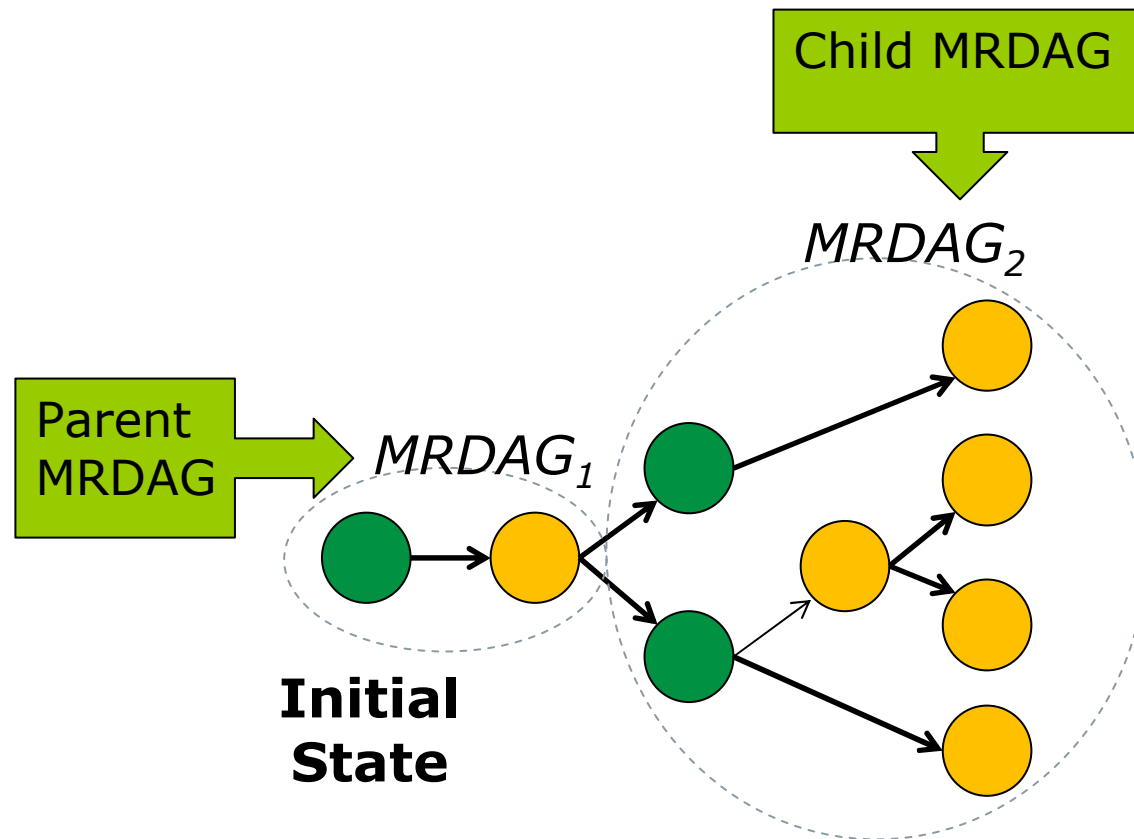 Child MRDAG
MRDAG₂
Parent
MRDAG
MRDAG₁
Initial
State